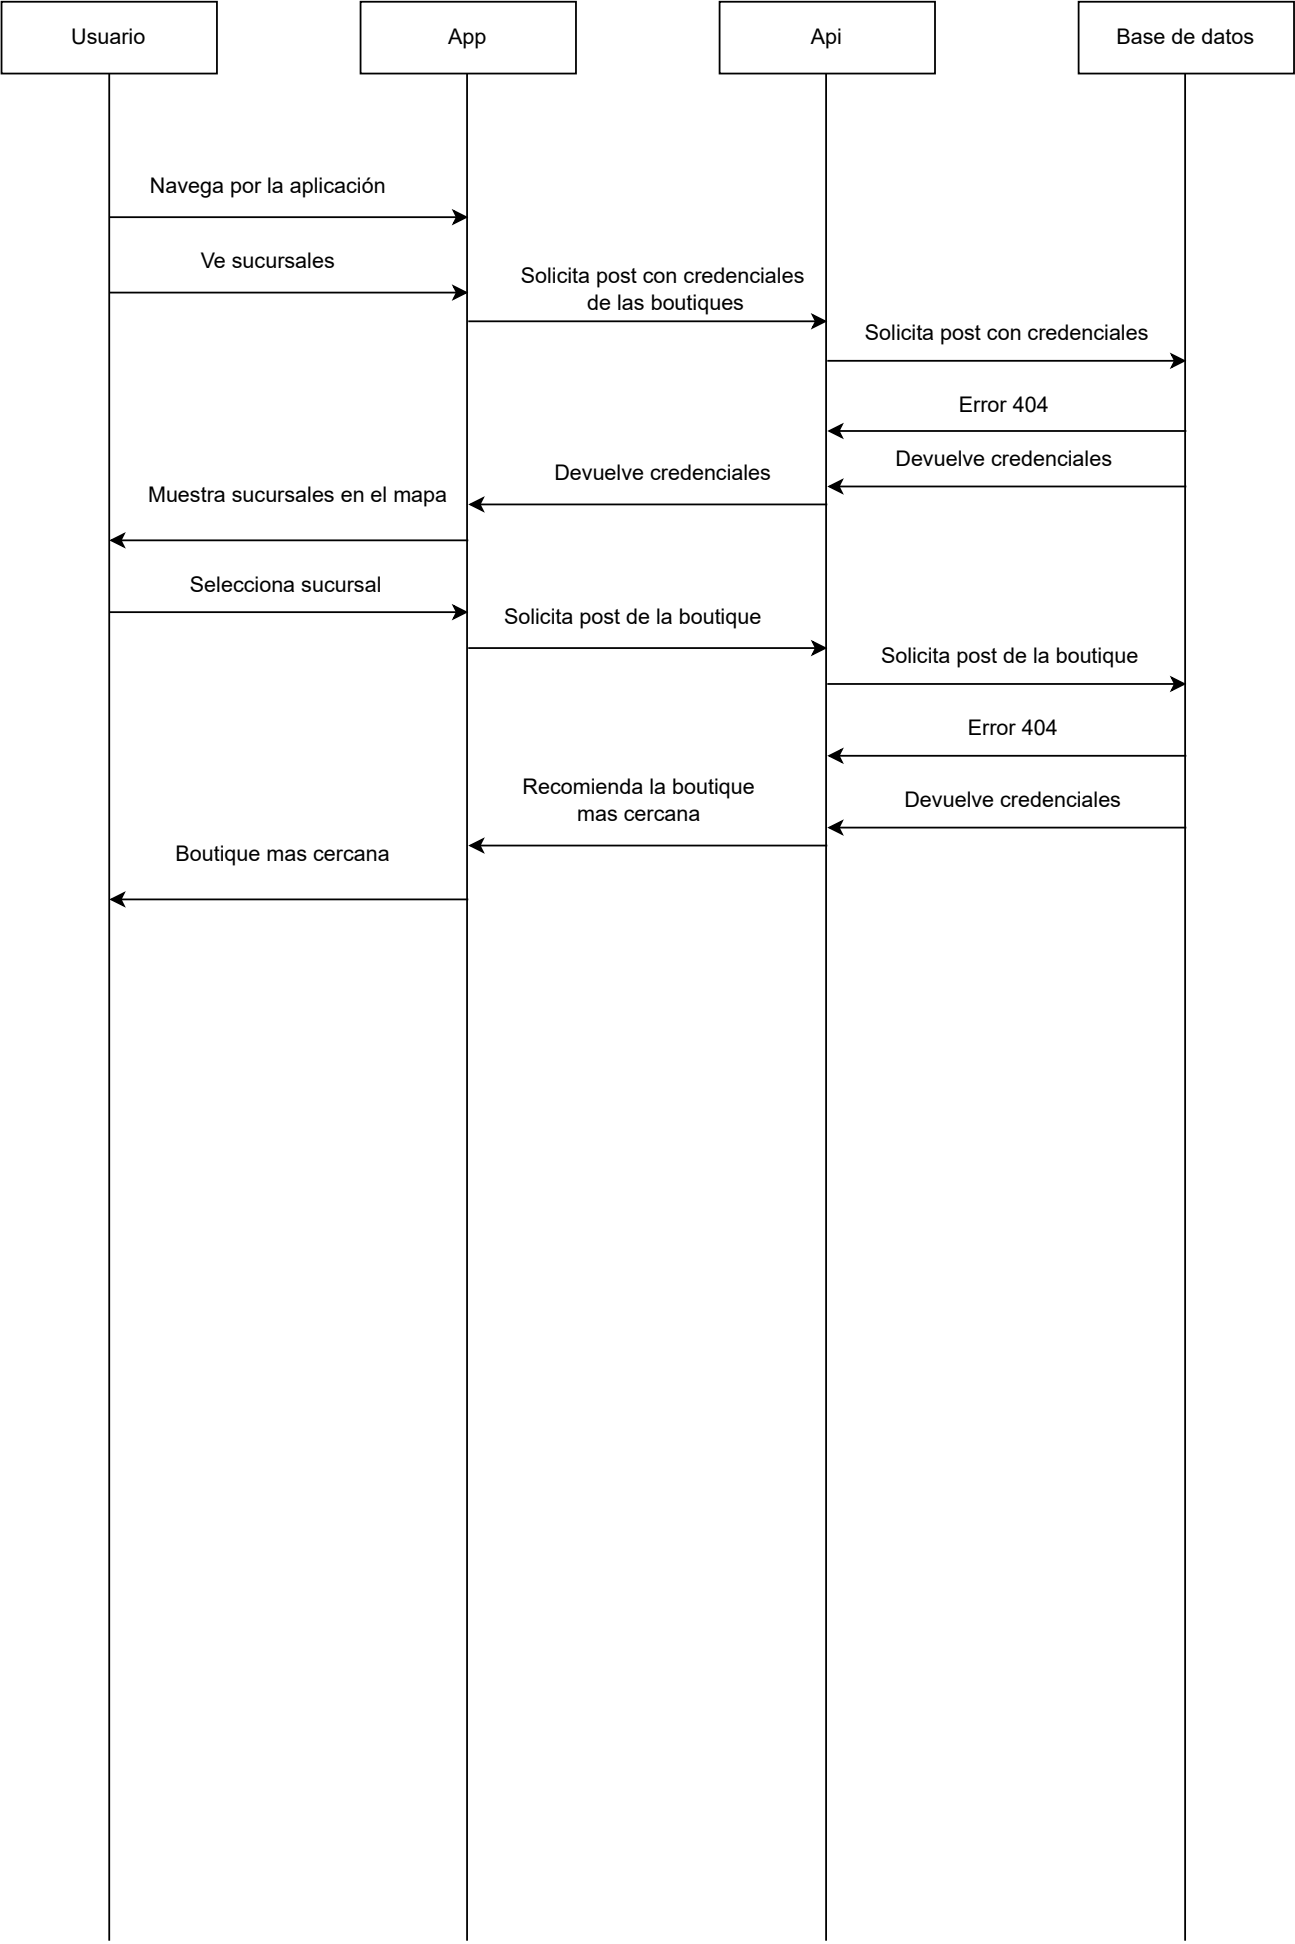 Usuario
App
Api
Base de datos
Navega por la aplicación
Ve sucursales
Solicita post con credenciales
de las boutiques
Solicita post con credenciales
Error 404
Devuelve credenciales
Devuelve credenciales
Muestra sucursales en el mapa
Selecciona sucursal
Solicita post de la boutique
Solicita post de la boutique
Error 404
Recomienda la boutique
mas cercana
Devuelve credenciales
Boutique mas cercana